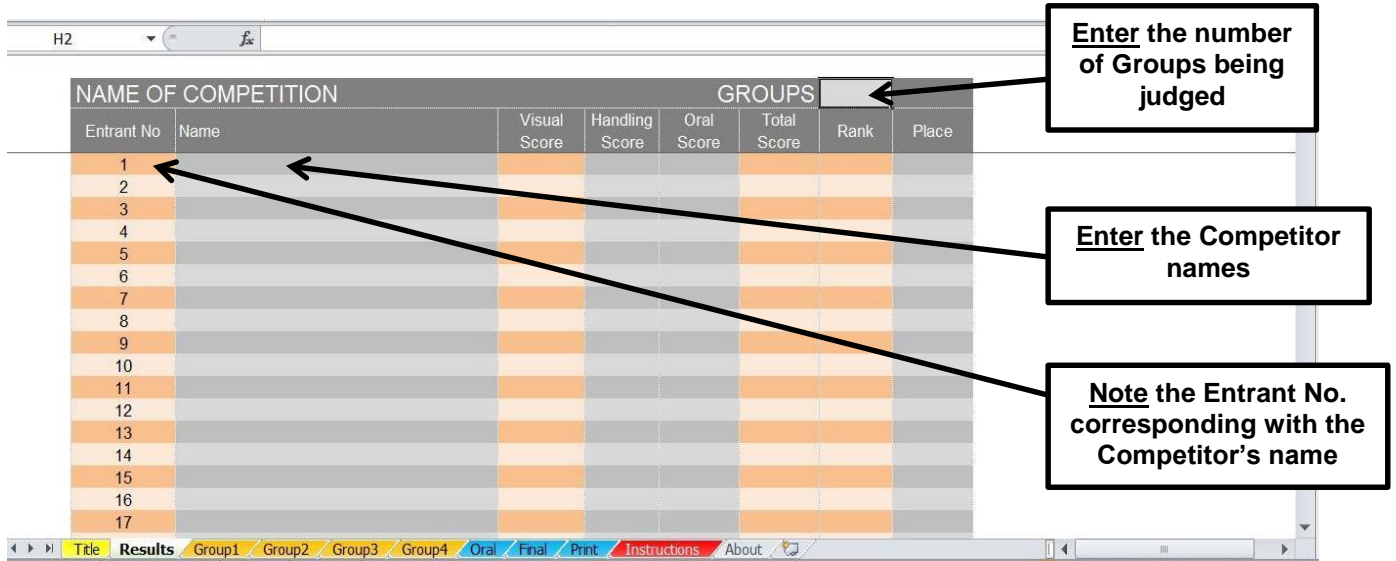 H2 fx
NAME OF COMPETITION GROUPS
Entrant No Name Visual Score Handling Score Oral Score Total Score Rank Place
1
2
3
4
5
6
7
8
9
10
11
12
13
14
15
16
17
Title Results Group1 Group2 Group3 Group4 Oral Final Print Instructions About
Enter the number
of Groups being
judged
Enter the Competitor
names
Note the Entrant No.
corresponding with the
Competitor’s name